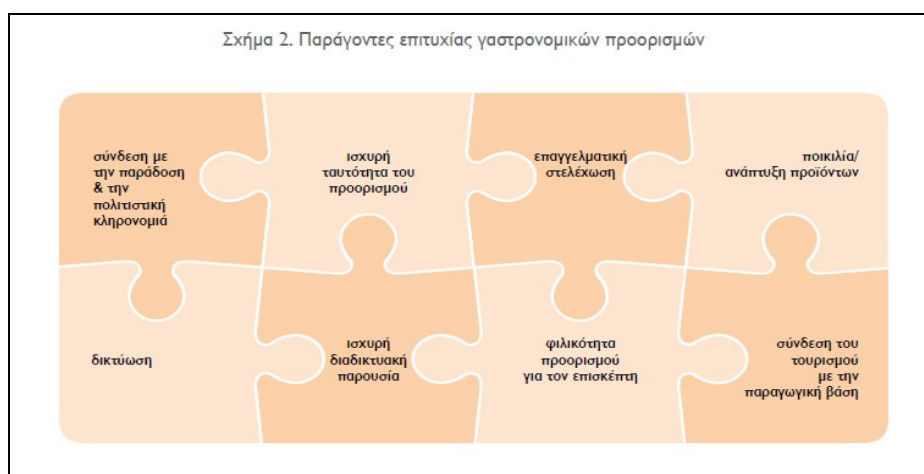 Σχήμα 2. Παράγοντες επιτυχίας γαστρονομικών προορισμών
σύνδεση με
την παράδοση
& την
πολιτιστική
κληρονομιά
ισχυρή
ταυτότητα του
προορισμού
επαγγελματική
στελέχωση
ποικιλία/
ανάπτυξη προϊόντων
δικτύωση
ισχυρή
διαδικτυακή
παρουσία
φιλικότητα
προορισμού
για τον επισκέπτη
σύνδεση του
τουρισμού
με την
παραγωγική βάση